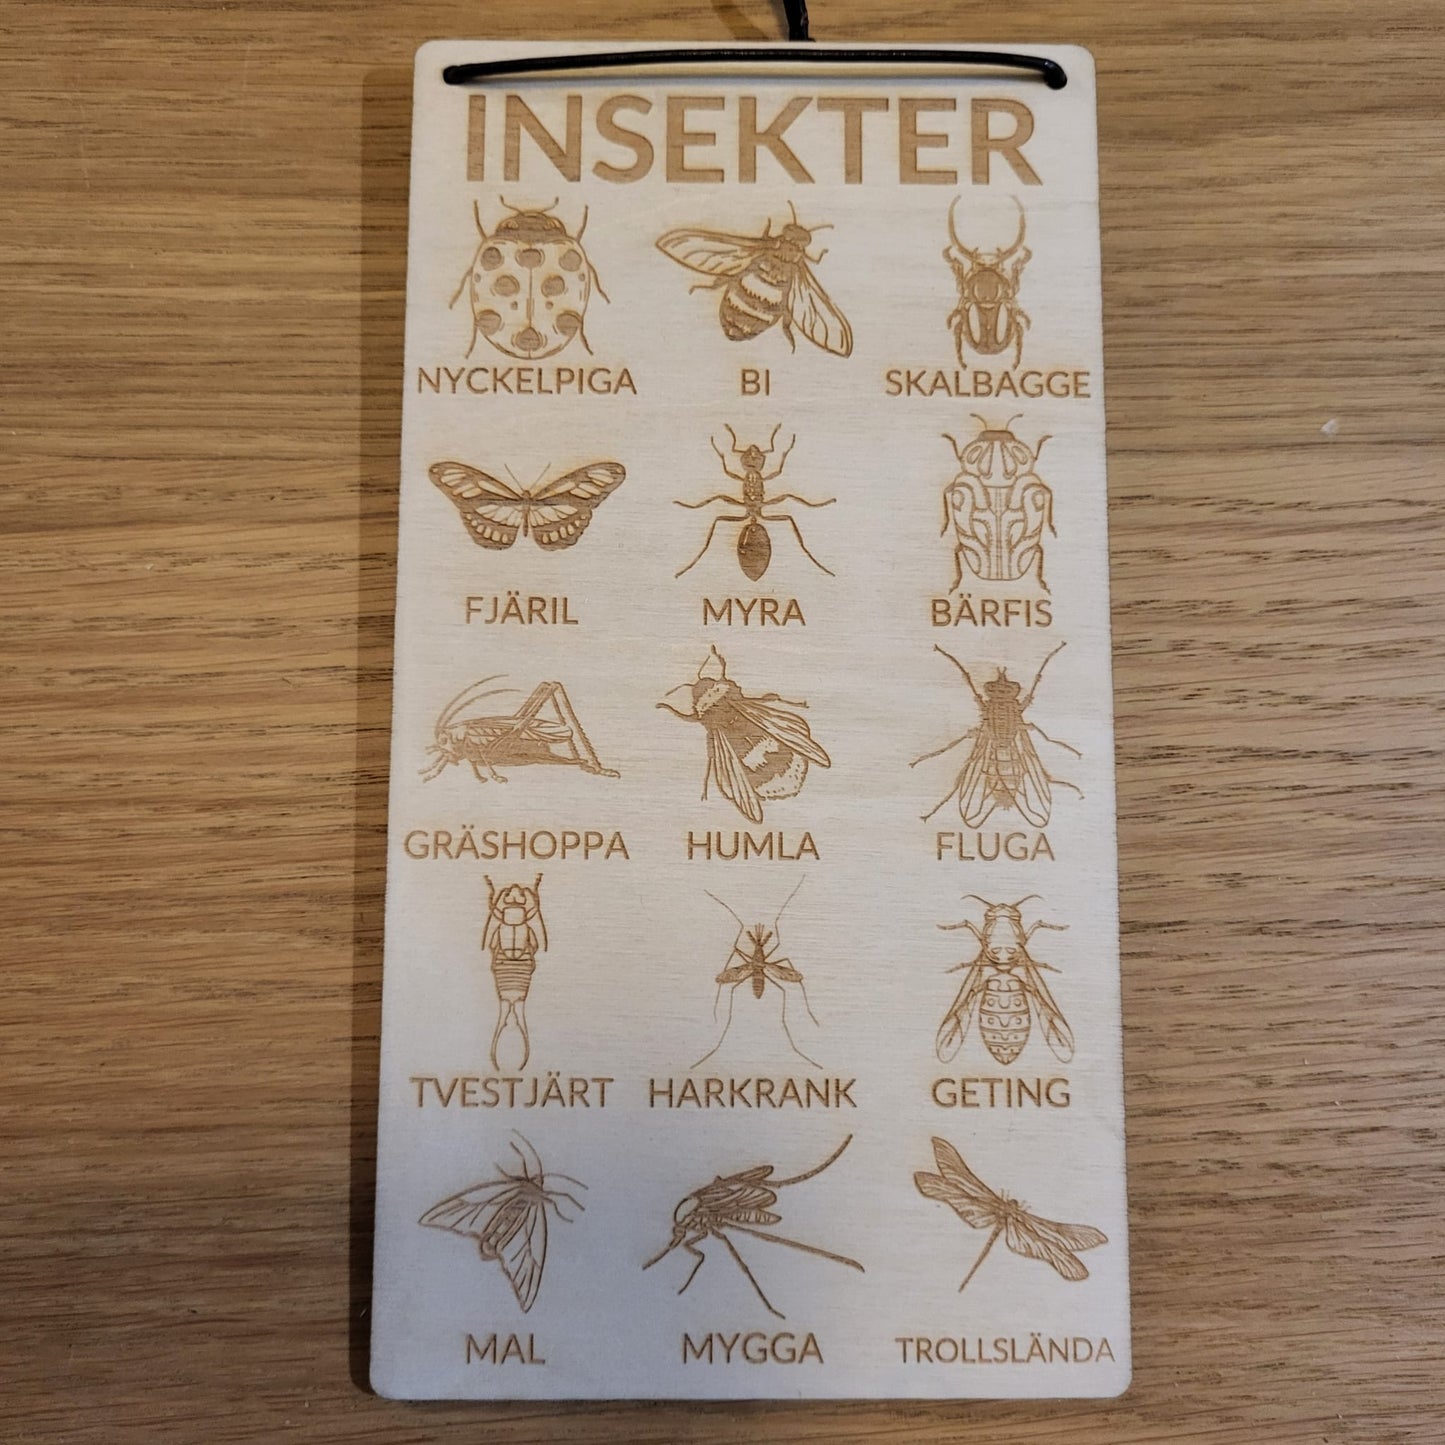 INSEKTER
NYCKELPIGA BI SKALBAGGE
FJÄRIL MYRA BÄRFIS
GRÄSHOPPA HUMLA FLUGA
TVESTJÄRT HARKRANK GETING
MAL MYGGA TROLLSLÄNDA